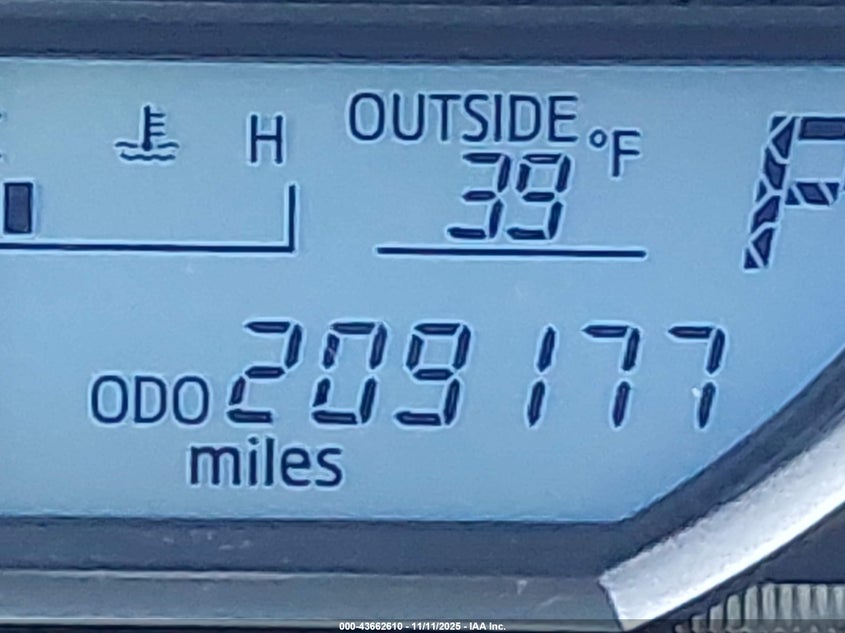 H
OUTSIDE
39 °F
ODO 209177
miles
000-43662610 - 11/11/2025 - IAA Inc.